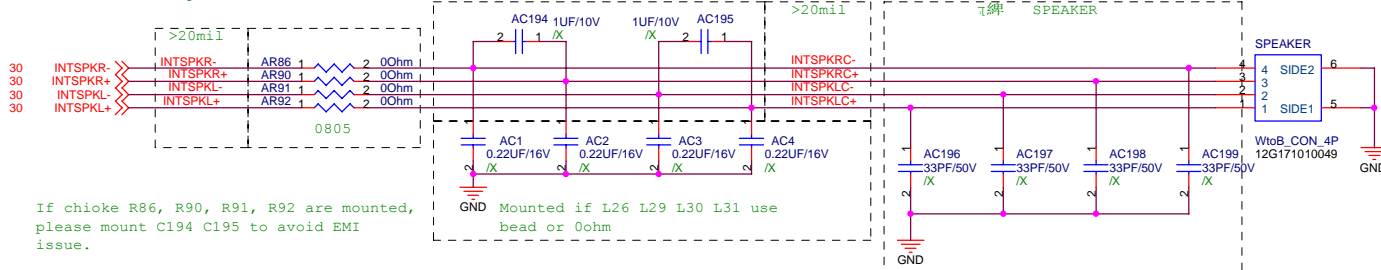 >20mil
AC194
1UF/10V
/X
2
1
1UF/10V
AC195
/X
2
1
>20mil
SPEAKER
SPEAKER
30 INTSPKR-
INTSPKR-
AR86 1
2 0Ohm
INTSPKRC-
4
4 SIDE2
6
30 INTSPKR+
INTSPKR+
AR90 1
2 0Ohm
INTSPKRC+
3
3
30 INTSPKL-
INTSPKL-
AR91 1
2 0Ohm
INTSPKLC-
2
2
30 INTSPKL+
INTSPKL+
AR92 1
2 0Ohm
INTSPKLC+
1
1 SIDE1
5
0805
WtoB_CON_4P
12G171010049
GND
1
AC1
0.22UF/16V
2
/X
1
AC2
0.22UF/16V
2
/X
1
AC3
0.22UF/16V
2
/X
1
AC4
0.22UF/16V
2
/X
GND
1
AC196
33PF/50V
/X
2
1
AC197
33PF/50V
/X
2
1
AC198
33PF/50V
/X
2
1
AC199
33PF/50V
/X
2
GND
If chioke R86, R90, R91, R92 are mounted,
please mount C194 C195 to avoid EMI
issue.
Mounted if L26 L29 L30 L31 use
bead or 0ohm